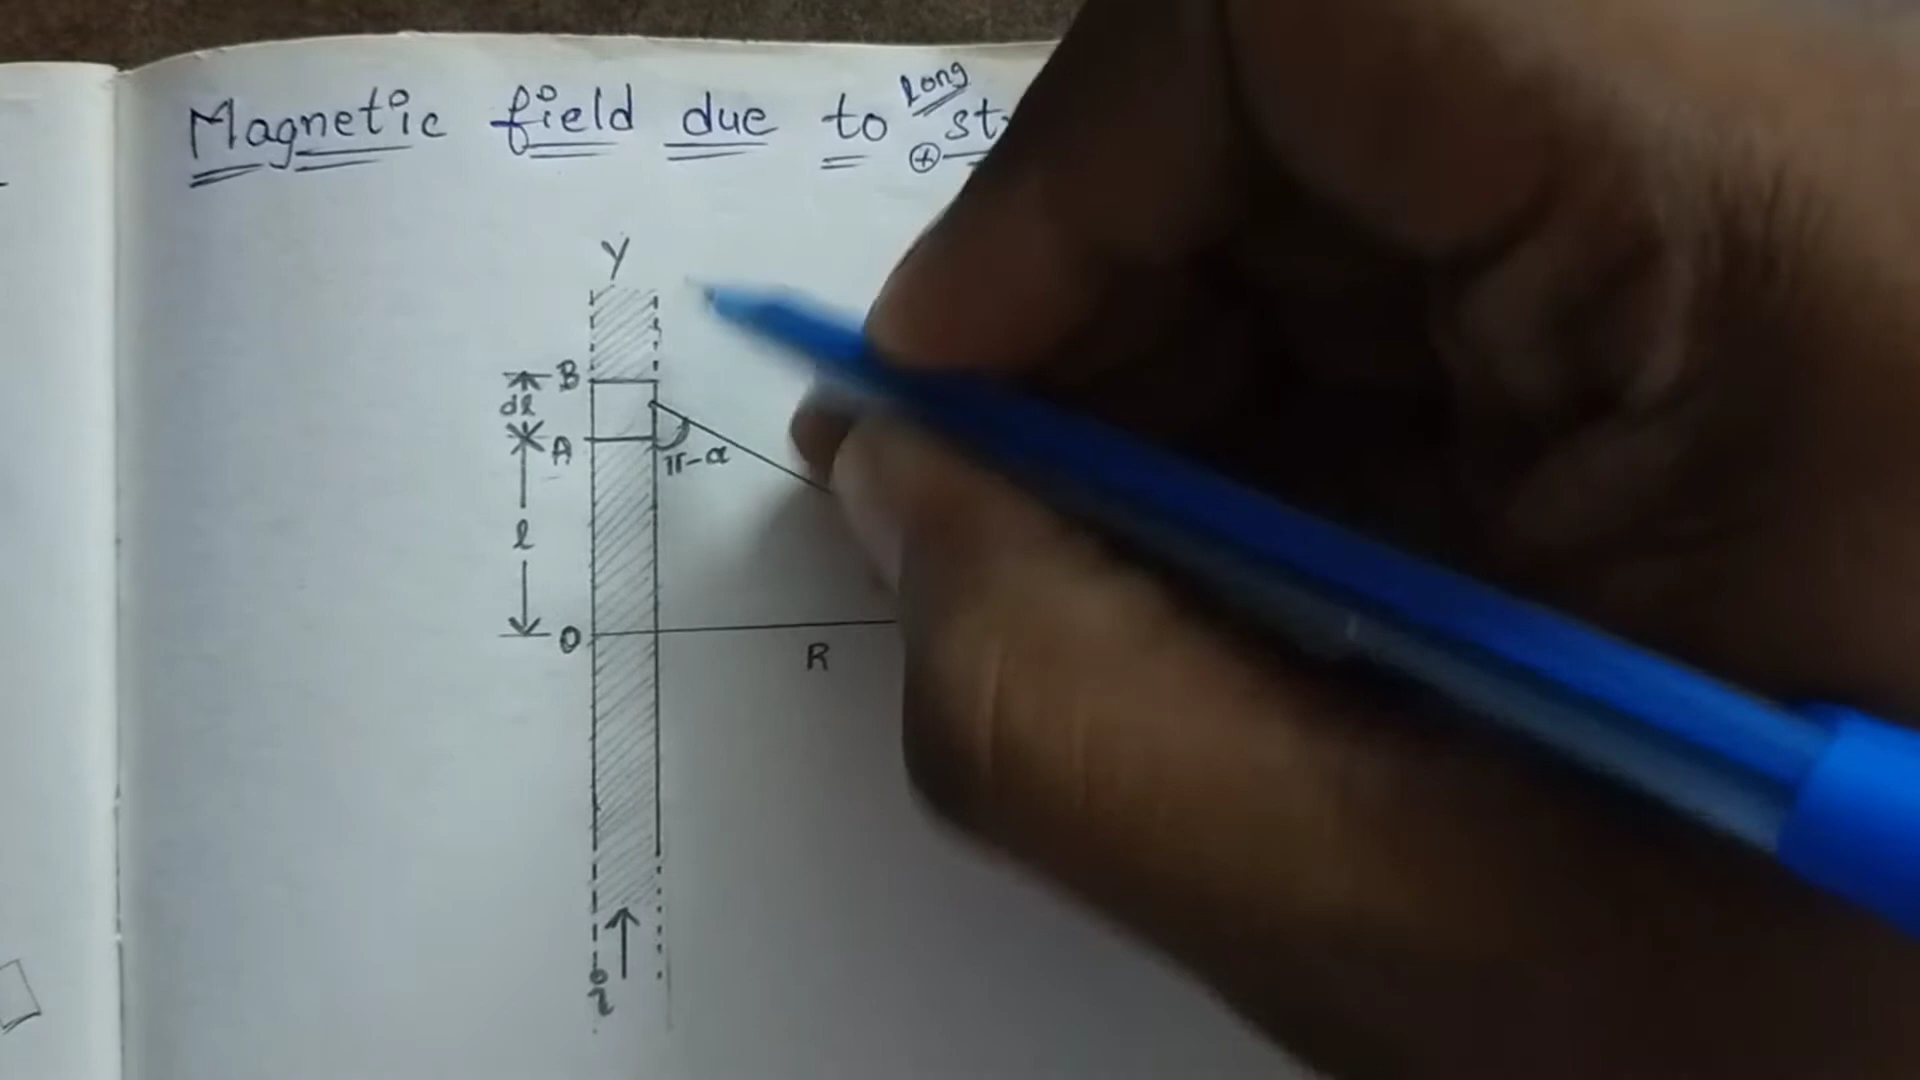 Magnetic field due to long
Y
B
dl
A
π-α
l
O
R
i